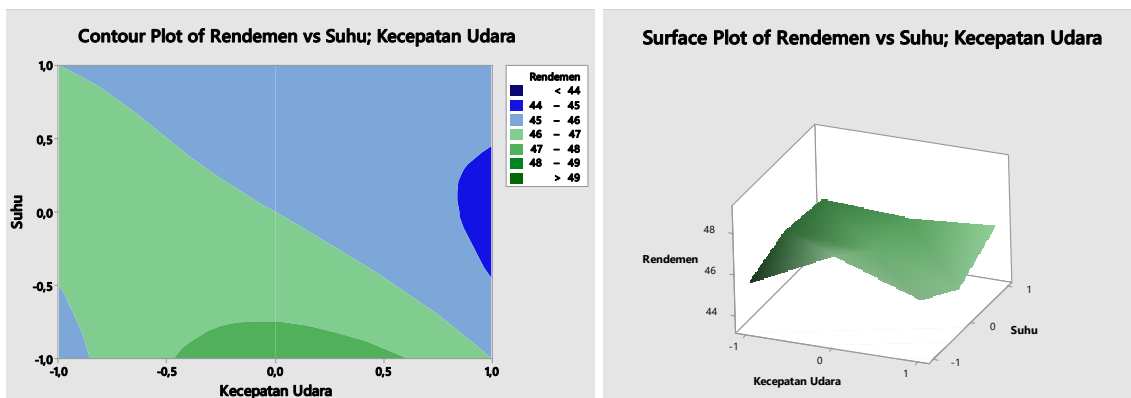 Contour Plot of Rendemen vs Suhu; Kecepatan Udara
1,0
0,5
0,0
-0,5
-1,0
Suhu
-1,0 -0,5 0,0 0,5 1,0
Kecepatan Udara
Rendemen
< 44
44 – 45
45 – 46
46 – 47
47 – 48
48 – 49
> 49
Surface Plot of Rendemen vs Suhu; Kecepatan Udara
48
Rendemen
46
44
-1
0
1
Kecepatan Udara
1
0
Suhu
-1